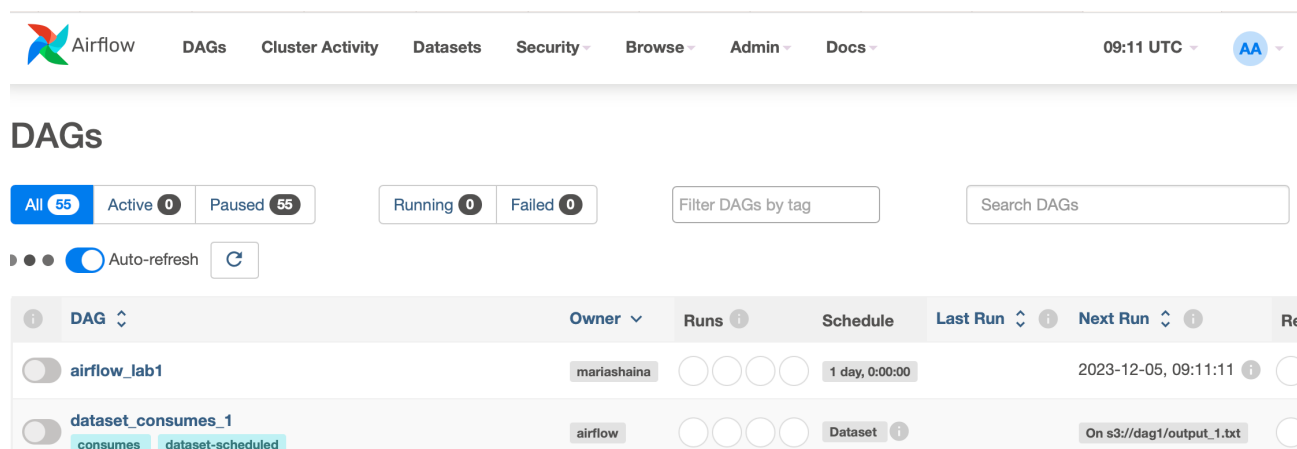 Airflow DAGs Cluster Activity Datasets Security Browse Admin Docs 09:11 UTC AA
DAGs
All 55 Active 0 Paused 55 Running 0 Failed 0 Filter DAGs by tag Search DAGs
Auto-refresh
DAG Owner Runs Schedule Last Run Next Run
airflow_lab1 mariashaina 1 day, 0:00:00 2023-12-05, 09:11:11
dataset_consumes_1 airflow Dataset On s3://dag1/output_1.txt
consumes dataset-scheduled